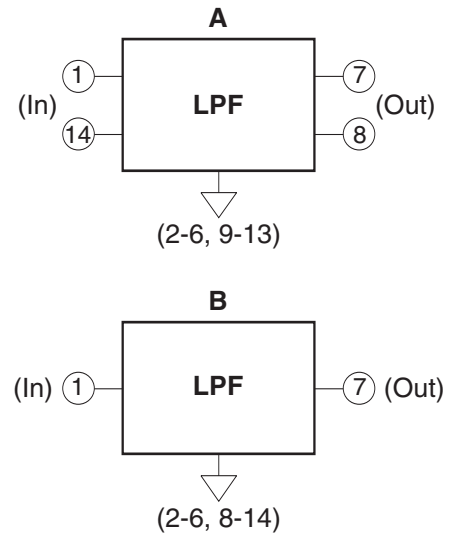 A
1
7
(In)
LPF
(Out)
14
8
(2-6, 9-13)
B
(In) 1
LPF
7 (Out)
(2-6, 8-14)